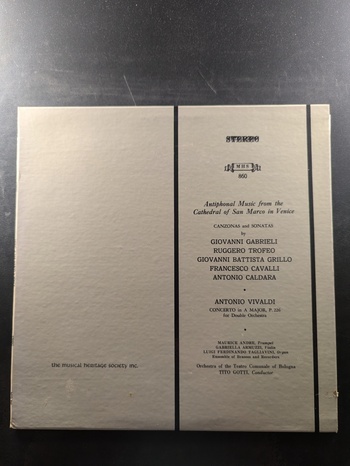 STEREO
MHS
860
Antiphonal Music from the
Cathedral of San Marco in Venice
CANZONAS and SONATAS
by
GIOVANNI GABRIELI
RUGGERO TROFEO
GIOVANNI BATTISTA GRILLO
FRANCESCO CAVALLI
ANTONIO CALDARA
ANTONIO VIVALDI
CONCERTO in A MAJOR, P. 226
for Double Orchestra
MAURICE ANDRE, Trumpet
GABRIELLA ARMUZZI, Violin
LUIGI FERDINANDO TAGLIAVINI, Organ
Ensemble of Brasses and Recorders
Orchestra of the Teatro Comunale of Bologna
TITO GOTTI, Conductor
the musical heritage society inc.